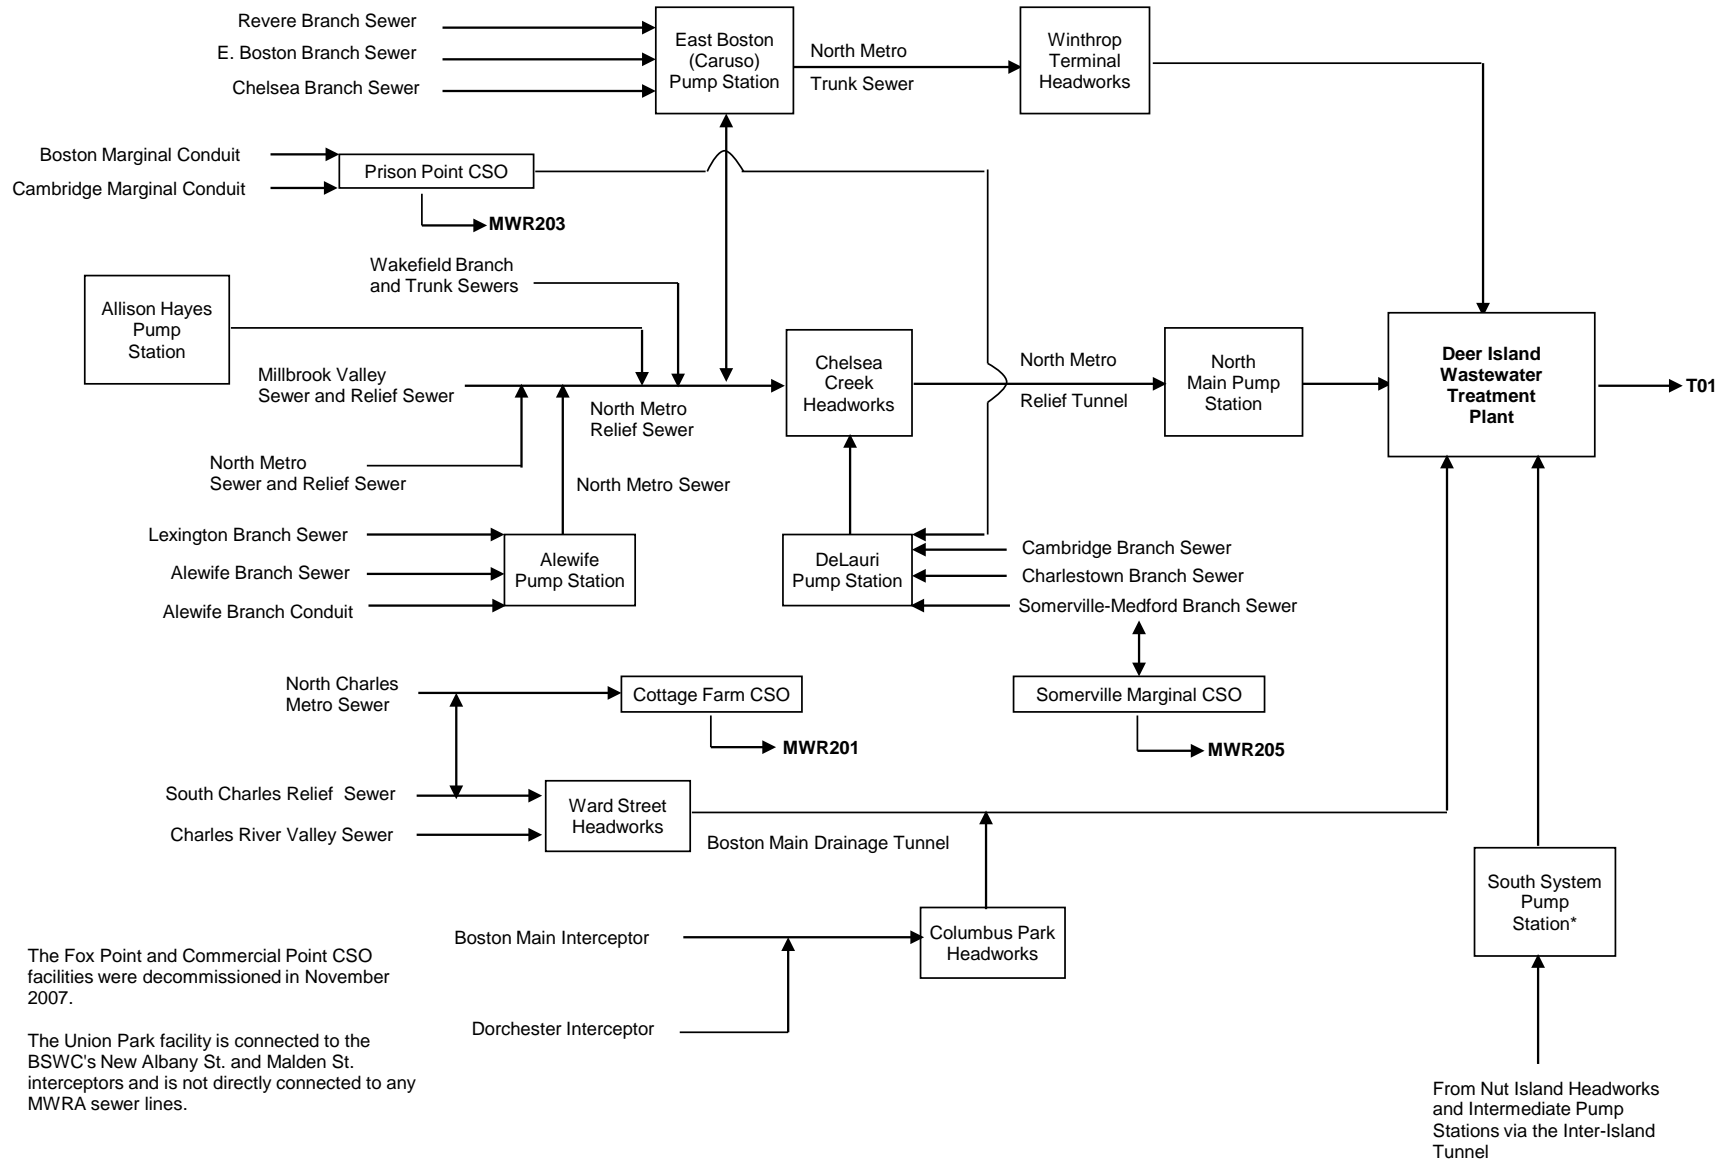 Revere Branch Sewer
E. Boston Branch Sewer
Chelsea Branch Sewer
East Boston
(Caruso)
Pump Station
North Metro
Trunk Sewer
Winthrop
Terminal
Headworks
Boston Marginal Conduit
Cambridge Marginal Conduit
Prison Point CSO
MWR203
Wakefield Branch
and Trunk Sewers
Allison Hayes
Pump
Station
Millbrook Valley
Sewer and Relief Sewer
North Metro
Relief Sewer
Chelsea
Creek
Headworks
North Metro
Relief Tunnel
North
Main Pump
Station
Deer Island
Wastewater
Treatment
Plant
T01
North Metro
Sewer and Relief Sewer
North Metro Sewer
Lexington Branch Sewer
Alewife Branch Sewer
Alewife Branch Conduit
Alewife
Pump Station
DeLauri
Pump Station
Cambridge Branch Sewer
Charlestown Branch Sewer
Somerville-Medford Branch Sewer
North Charles
Metro Sewer
Cottage Farm CSO
MWR201
Somerville Marginal CSO
MWR205
South Charles Relief  Sewer
Charles River Valley Sewer
Ward Street
Headworks
Boston Main Drainage Tunnel
South System
Pump
Station*
Boston Main Interceptor
Columbus Park
Headworks
Dorchester Interceptor
The Fox Point and Commercial Point CSO
facilities were decommissioned in November
2007.
The Union Park facility is connected to the
BSWC's New Albany St. and Malden St.
interceptors and is not directly connected to any
MWRA sewer lines.
From Nut Island Headworks
and Intermediate Pump
Stations via the Inter-Island
Tunnel